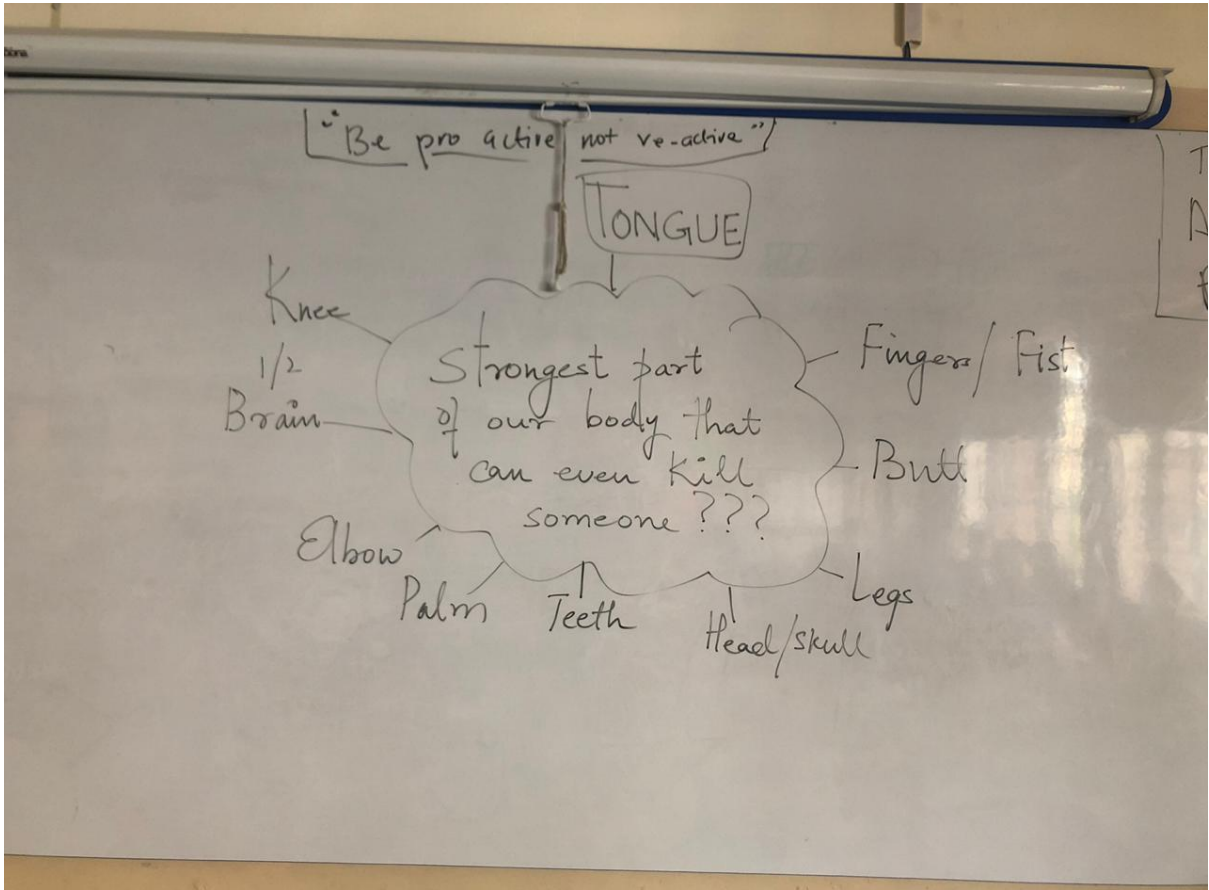 "Be pro active not re-active"
TONGUE
Knee
1/2
Brain
Elbow
Palm
Teeth
Head/skull
Legs
Butt
Fingers/ Fist
Strongest part
of our body that
can even kill
someone ???